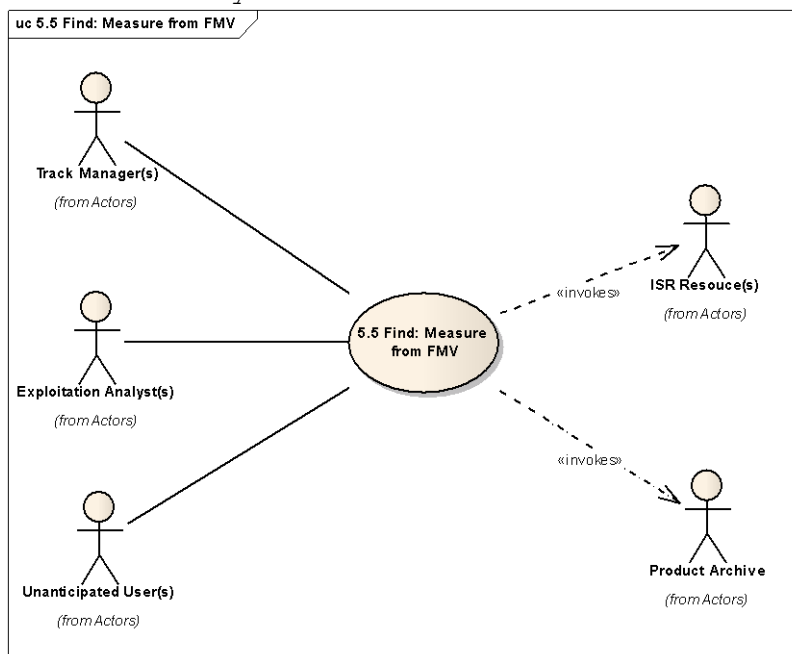 uc 5.5 Find: Measure from FMV
Track Manager(s)
(from Actors)
ISR Resouce(s)
(from Actors)
5.5 Find: Measure
from FMV
«invokes»
Exploitation Analyst(s)
(from Actors)
«invokes»
Product Archive
(from Actors)
Unanticipated User(s)
(from Actors)